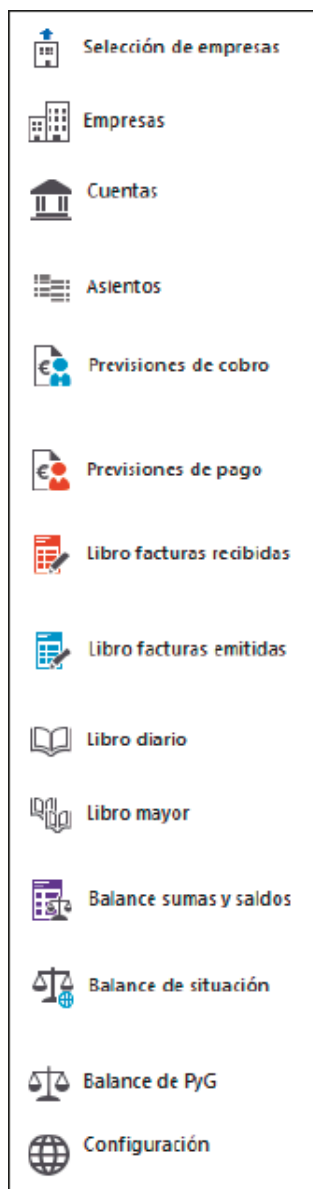 Selección de empresas
Empresas
Cuentas
Asientos
Previsiones de cobro
Previsiones de pago
Libro facturas recibidas
Libro facturas emitidas
Libro diario
Libro mayor
Balance sumas y saldos
Balance de situación
Balance de PyG
Configuración